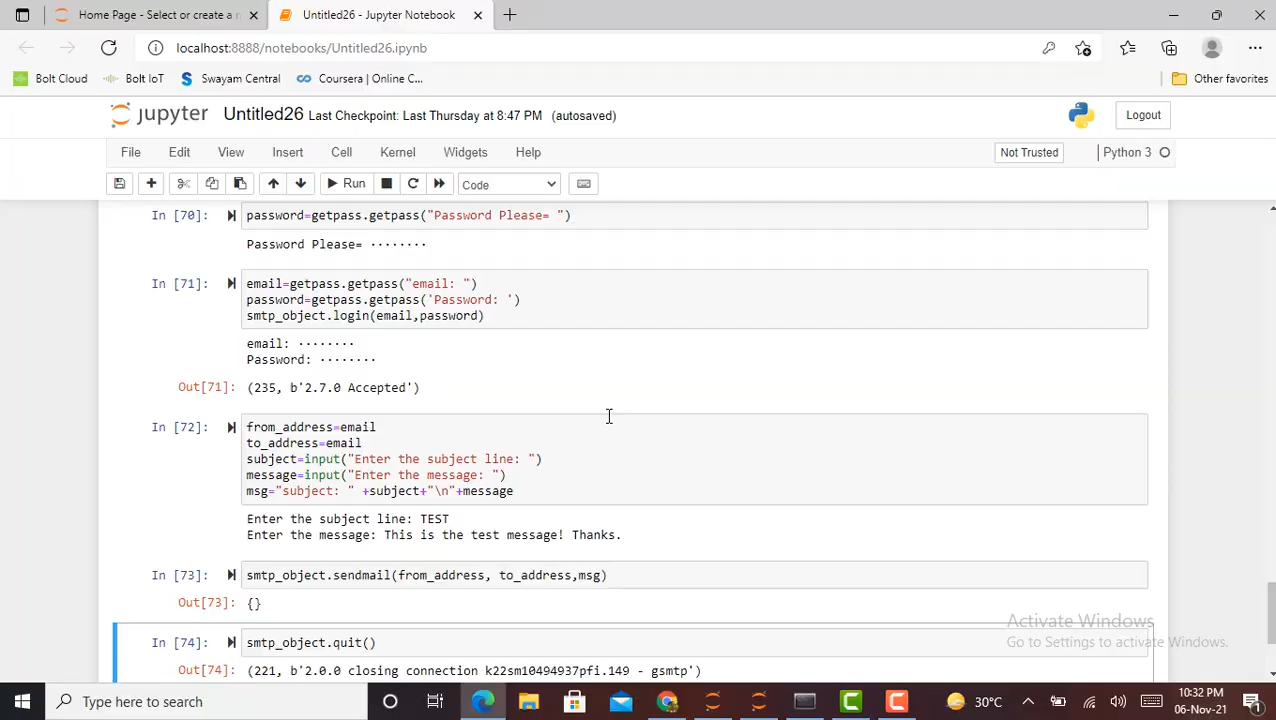 Home Page - Select or create a n
Untitled26 - Jupyter Notebook
localhost:8888/notebooks/Untitled26.ipynb
Bolt Cloud
Bolt IoT
Swayam Central
Coursera | Online C...
Other favorites
jupyter Untitled26 Last Checkpoint: Last Thursday at 8:47 PM (autosaved)
Logout
File Edit View Insert Cell Kernel Widgets Help
Not Trusted
Python 3
Run
Code
In [70]: password=getpass.getpass("Password Please= ")
Password Please= ········
In [71]: email=getpass.getpass("email: ")
password=getpass.getpass('Password: ')
smtp_object.login(email,password)
email: ········
Password: ········
Out[71]: (235, b'2.7.0 Accepted')
In [72]: from_address=email
to_address=email
subject=input("Enter the subject line: ")
message=input("Enter the message: ")
msg="subject: " +subject+"\n"+message
Enter the subject line: TEST
Enter the message: This is the test message! Thanks.
In [73]: smtp_object.sendmail(from_address, to_address,msg)
Out[73]: {}
In [74]: smtp_object.quit()
Out[74]: (221, b'2.0.0 closing connection k22sm10494937pfi.149 - gsmtp')
Activate Windows
Go to Settings to activate Windows.
Type here to search
30°C
10:32 PM
06-Nov-21
1